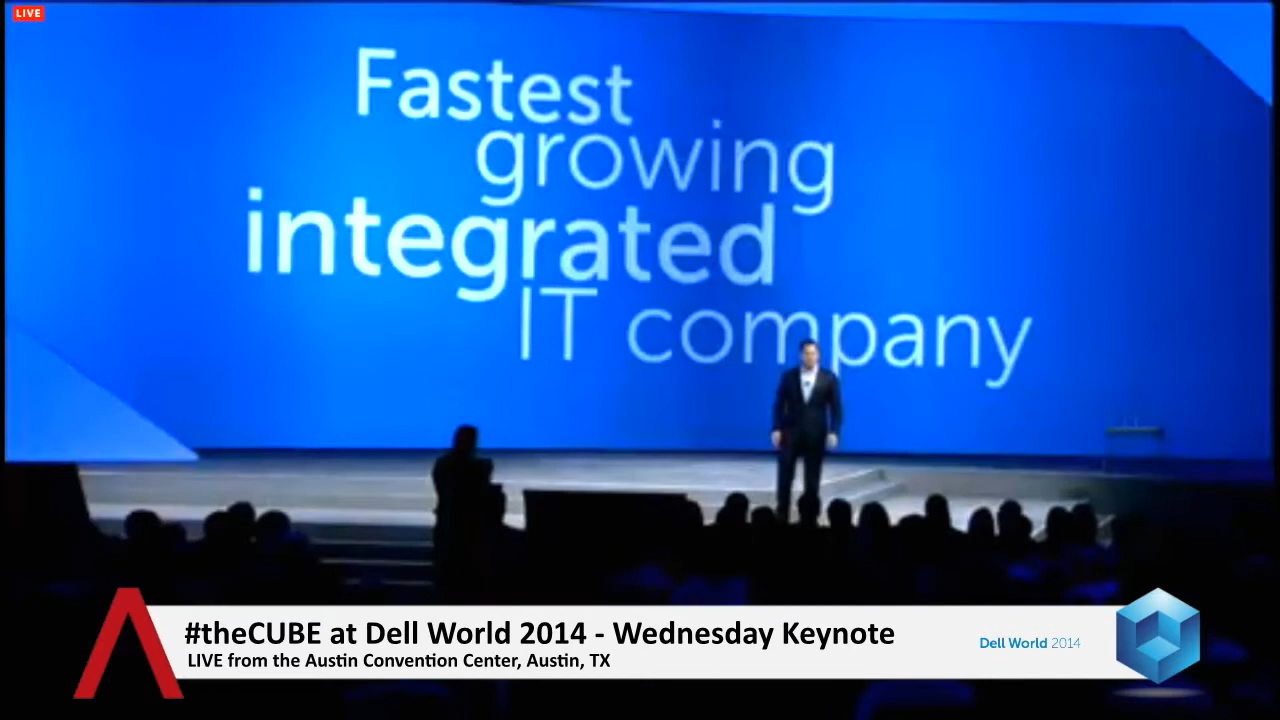 LIVE
Fastest
growing
integrated
IT company
#theCUBE at Dell World 2014 - Wednesday Keynote
LIVE from the Austin Convention Center, Austin, TX
Dell World 2014